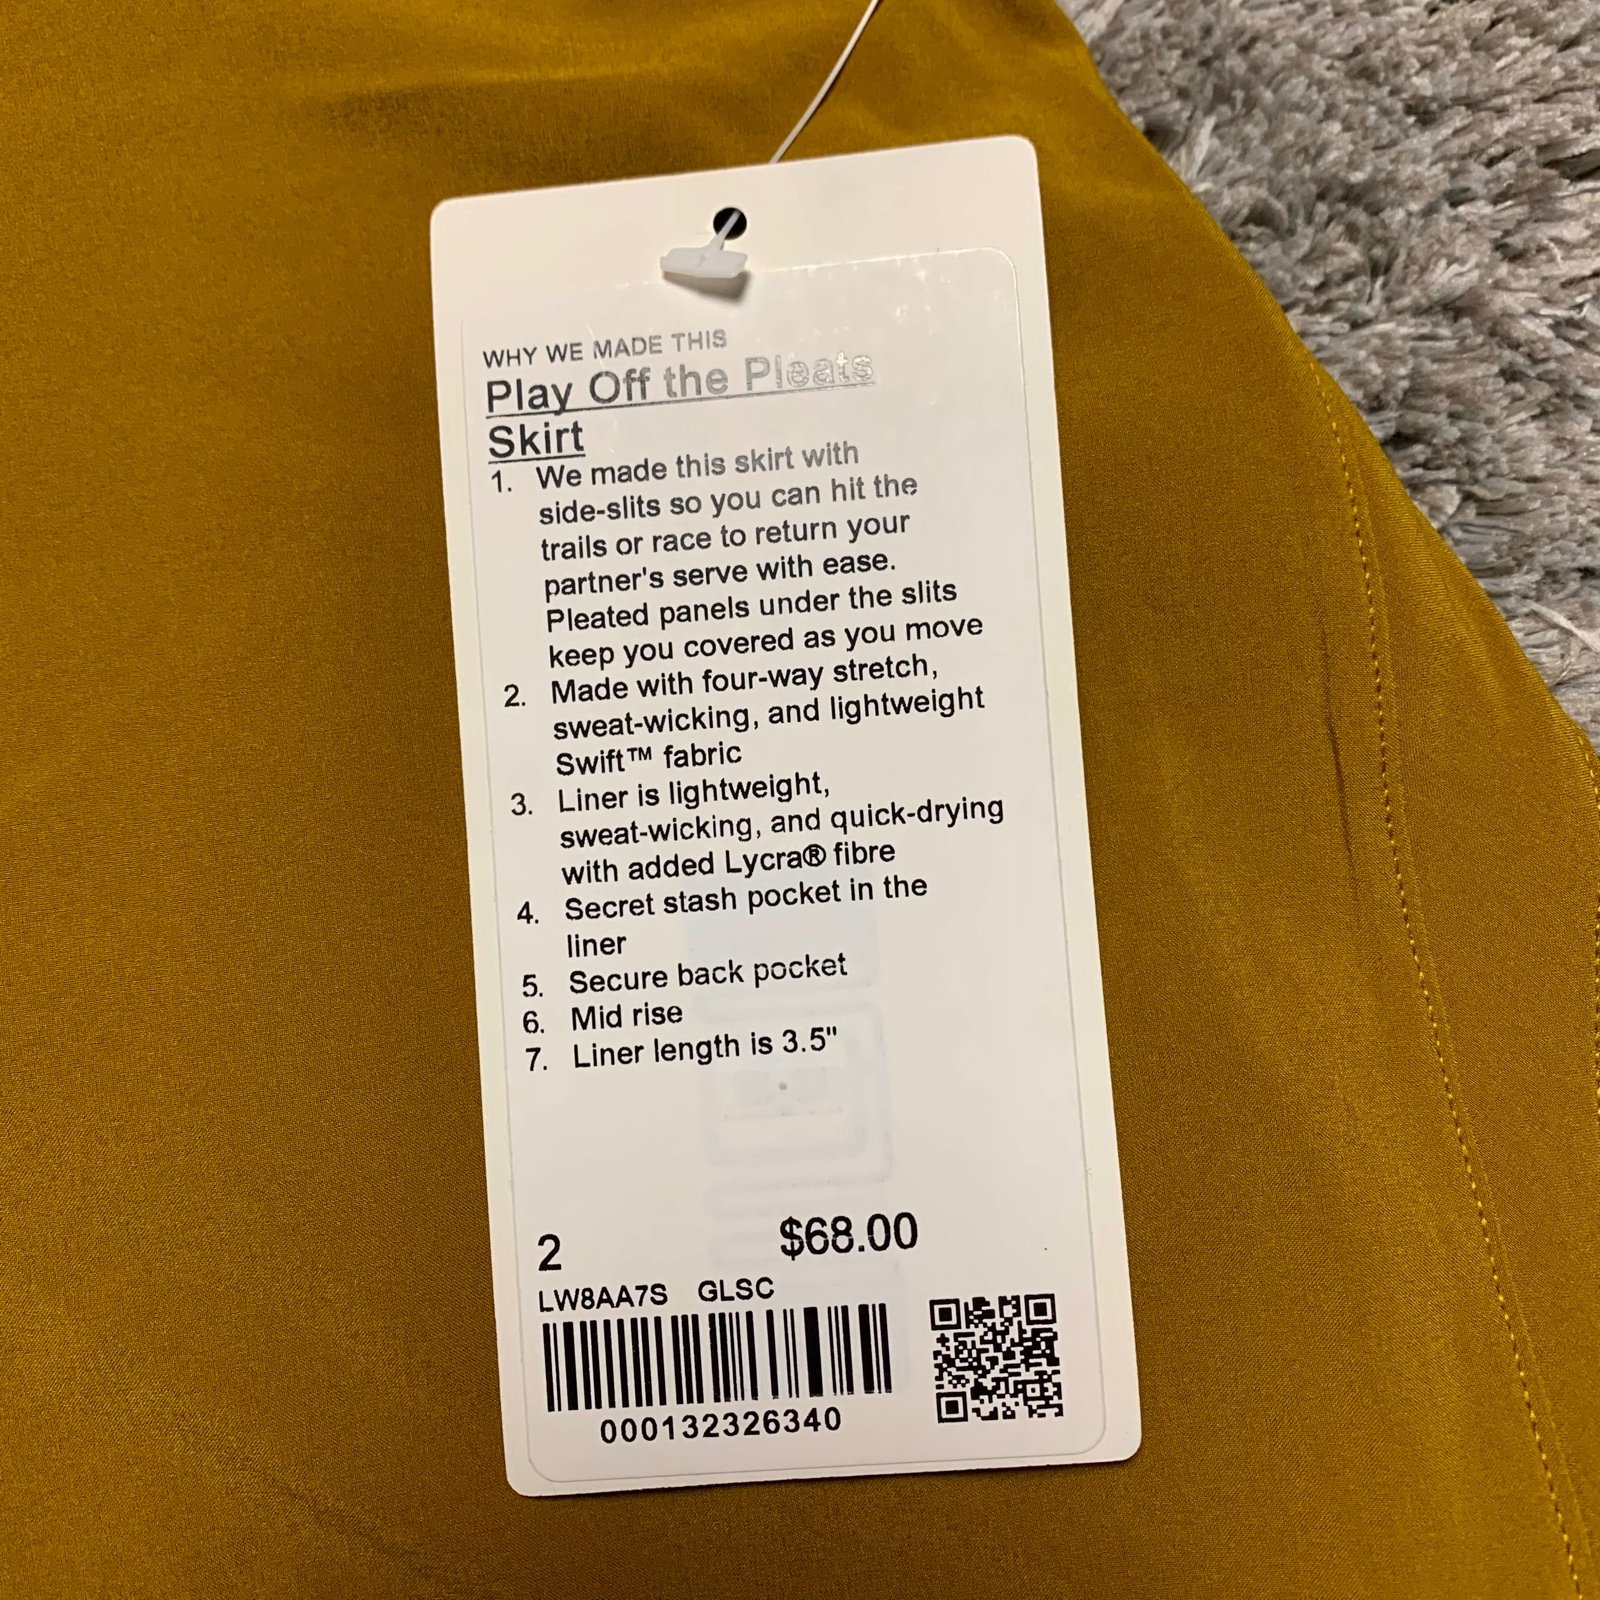 WHY WE MADE THIS
Play Off the Pleats
Skirt
1. We made this skirt with
side-slits so you can hit the
trails or race to return your
partner's serve with ease.
Pleated panels under the slits
keep you covered as you move
2. Made with four-way stretch,
sweat-wicking, and lightweight
Swift™ fabric
3. Liner is lightweight,
sweat-wicking, and quick-drying
with added Lycra® fibre
4. Secret stash pocket in the
liner
5. Secure back pocket
6. Mid rise
7. Liner length is 3.5"
2 $68.00
LW8AA7S GLSC
000132326340